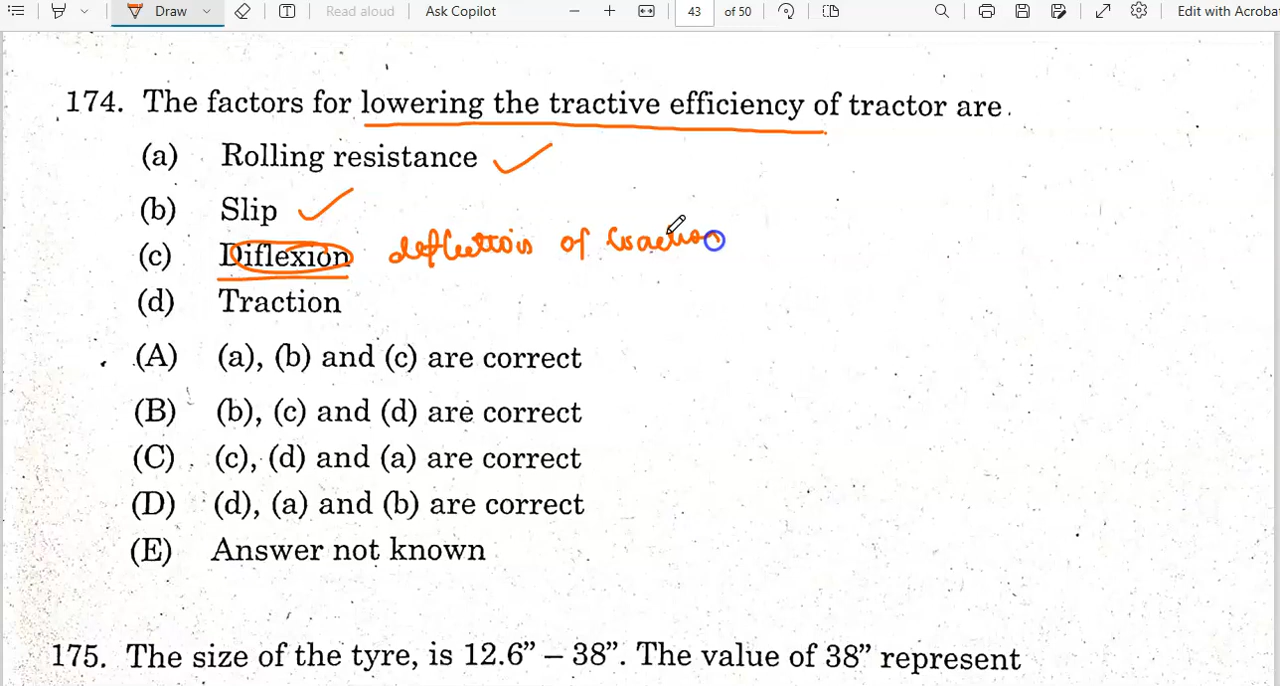 Draw
Read aloud
Ask Copilot
43 of 50
Edit with Acroba
174. The factors for lowering the tractive efficiency of tractor are.
(a) Rolling resistance
(b) Slip
(c) Diflexion of
(d) Traction
(A) (a), (b) and (c) are correct
(B) (b), (c) and (d) are correct
(C) (c), (d) and (a) are correct
(D) (d), (a) and (b) are correct
(E) Answer not known
175. The size of the tyre, is 12.6” – 38”. The value of 38” represent